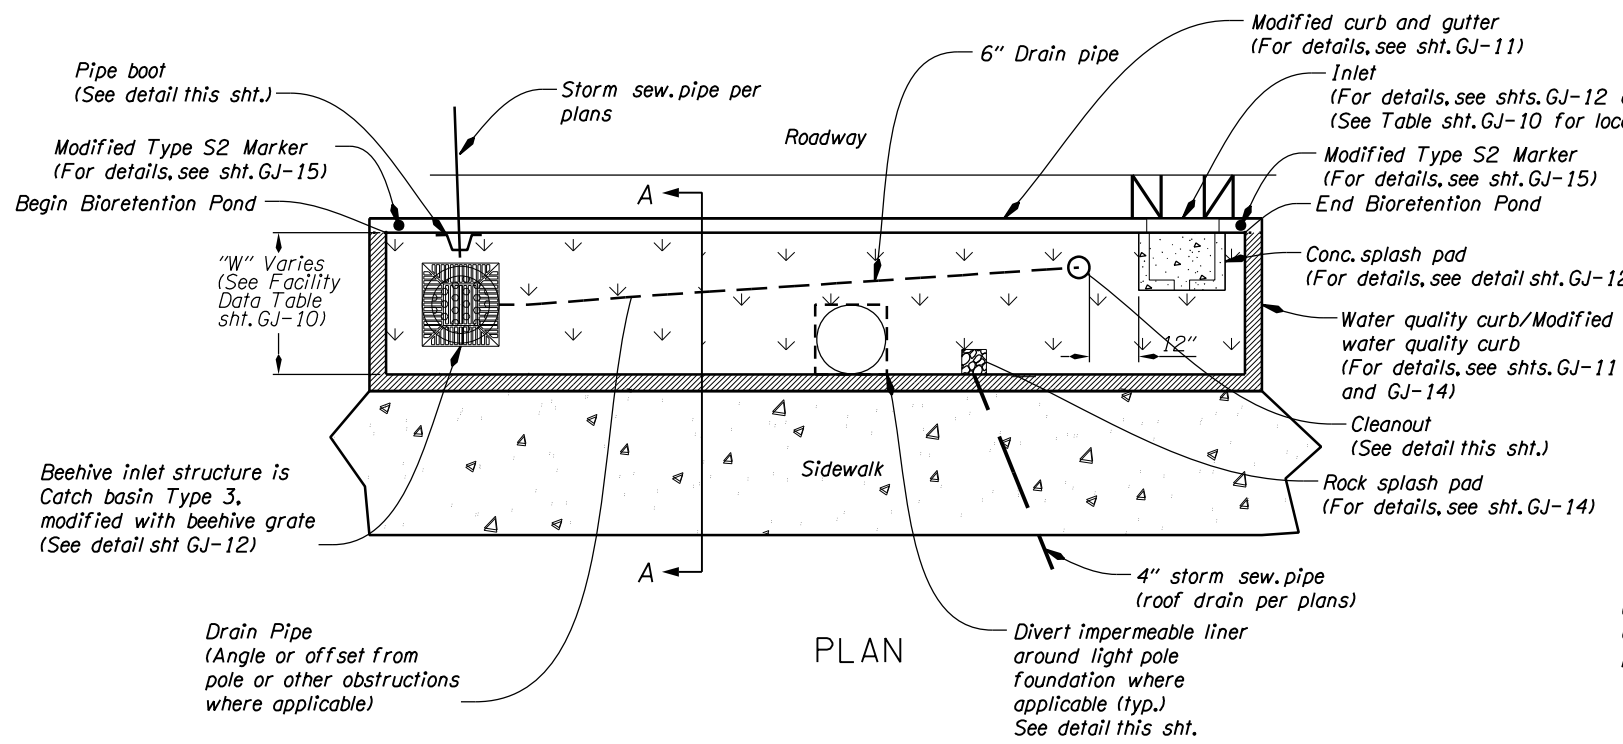 Modified curb and gutter
(For details, see sht. GJ-11)
6" Drain pipe
Pipe boot
(See detail this sht.)
Storm sew. pipe per
plans
Inlet
(For details, see shts. GJ-12
(See Table sht. GJ-10 for
Roadway
Modified Type S2 Marker
(For details, see sht. GJ-15)
Begin Bioretention Pond
A
Modified Type S2 Marker
(For details, see sht. GJ-15)
End Bioretention Pond
"W" Varies
(See Facility
Data Table
sht. GJ-10)
Conc. splash pad
(For details, see detail sht. GJ-12
Water quality curb/Modified
water quality curb
(For details, see shts. GJ-11
and GJ-14)
12"
Cleanout
(See detail this sht.)
Sidewalk
Rock splash pad
(For details, see sht. GJ-14)
Beehive inlet structure is
Catch basin Type 3,
modified with beehive grate
(See detail sht GJ-12)
A
4" storm sew. pipe
(roof drain per plans)
Drain Pipe
(Angle or offset from
pole or other obstructions
where applicable)
PLAN
Divert impermeable liner
around light pole
foundation where
applicable (typ.)
See detail this sht.